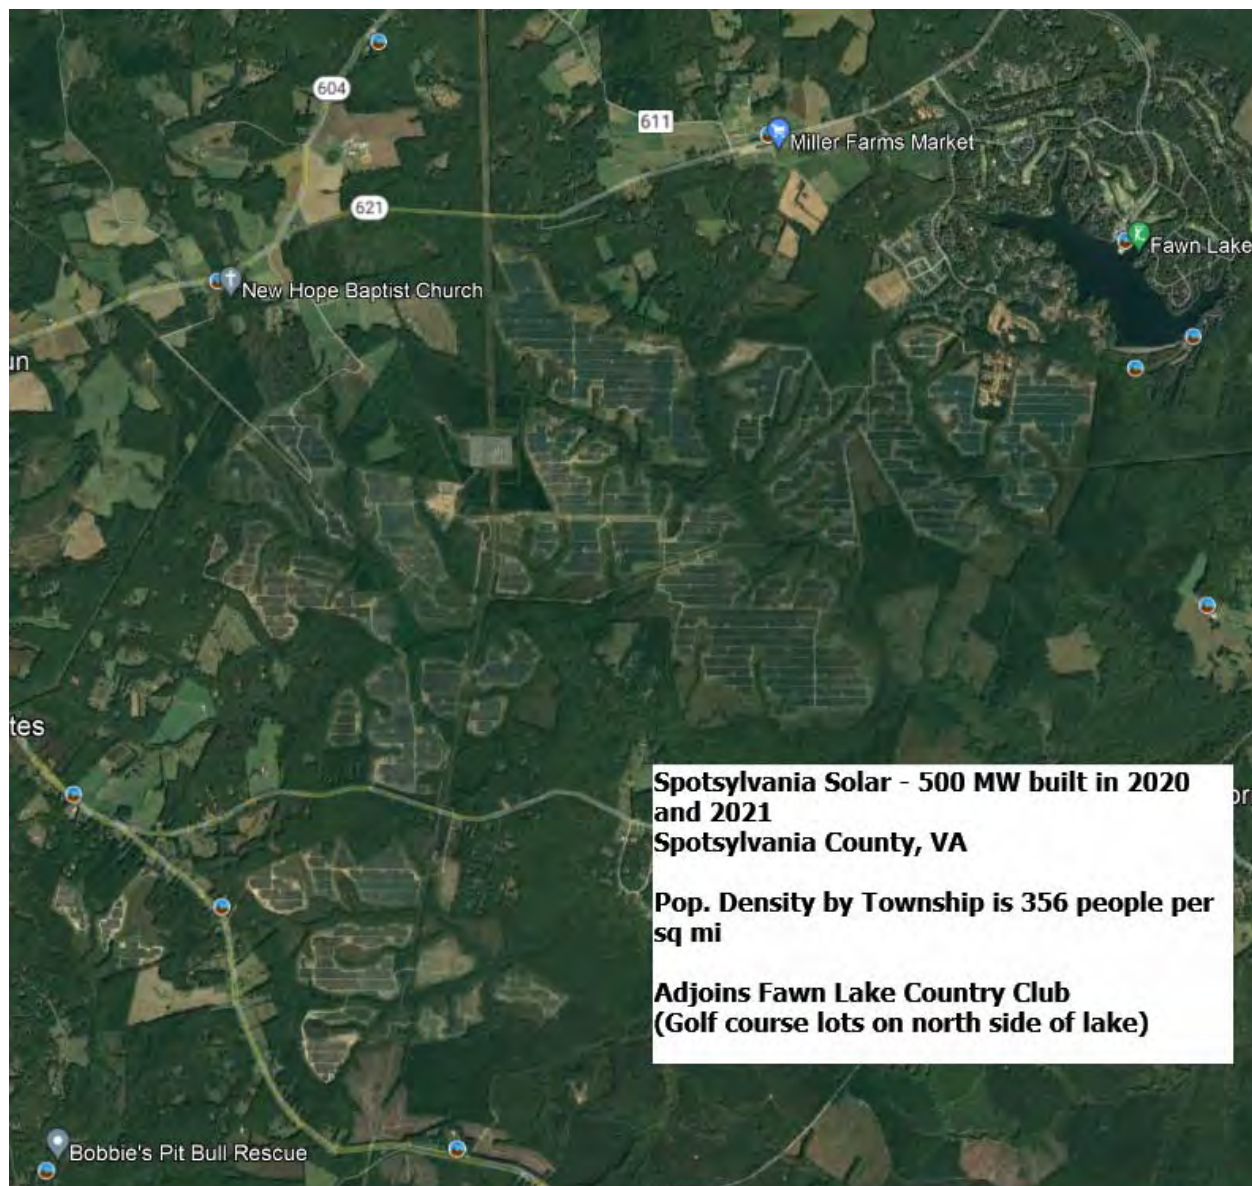 604
611
Miller Farms Market
621
Fawn Lake
New Hope Baptist Church
un
tes
Spotsylvania Solar - 500 MW built in 2020
and 2021
Spotsylvania County, VA
Pop. Density by Township is 356 people per
sq mi
Adjoins Fawn Lake Country Club
(Golf course lots on north side of lake)
or
Bobbie's Pit Bull Rescue